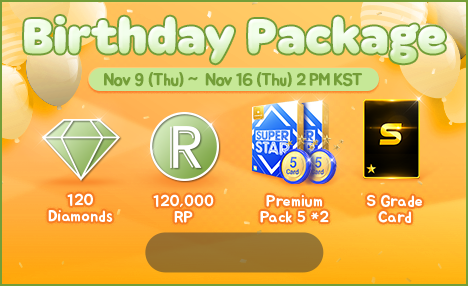 Birthday Package
Nov 9 (Thu) ~ Nov 16 (Thu) 2 PM KST
R
SUPER
STAR
5
Card
5
Card
S
120
Diamonds
120,000
RP
Premium
Pack 5 *2
S Grade
Card